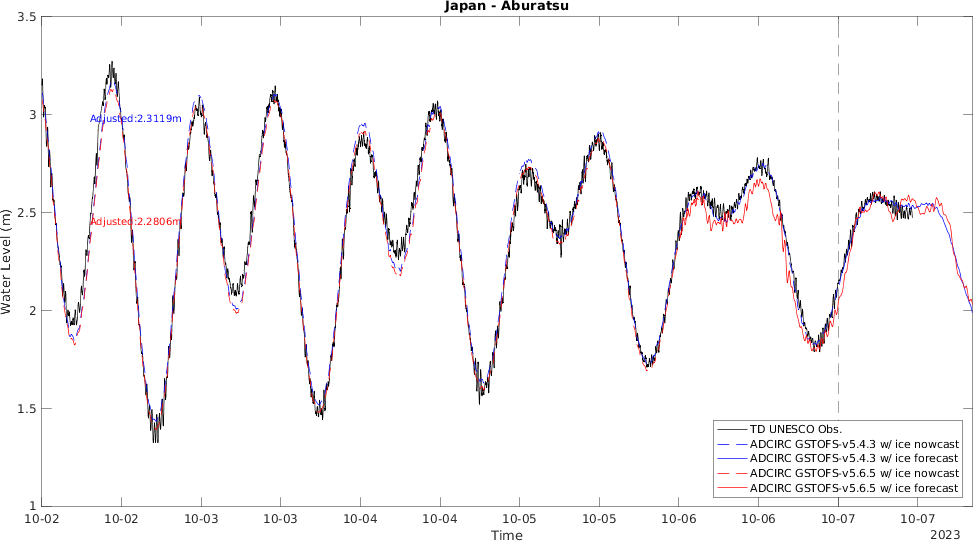 Japan - Aburatsu
3.5
3
2.5
2
1.5
1
Water Level (m)
Adjusted:2.3119m
Adjusted:2.2806m
TD UNESCO Obs.
ADCIRC GSTOFS-v5.4.3 w/ ice nowcast
ADCIRC GSTOFS-v5.4.3 w/ ice forecast
ADCIRC GSTOFS-v5.6.5 w/ ice nowcast
ADCIRC GSTOFS-v5.6.5 w/ ice forecast
10-02 10-02 10-03 10-03 10-04 10-04 10-05 10-05 10-06 10-06 10-07 10-07
Time
2023